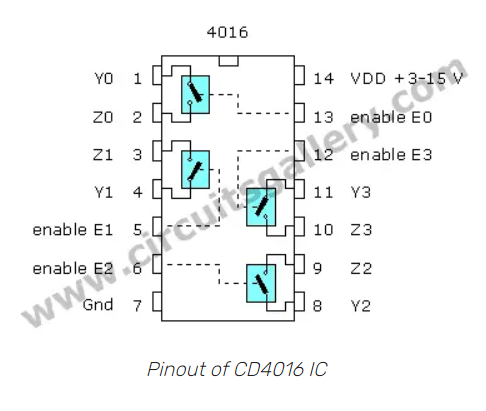 4016
Y0 1 14 VDD +3-15 V
Z0 2 13 enable E0
Z1 3 12 enable E3
Y1 4 11 Y3
enable E1 5 10 Z3
enable E2 6 9 Z2
Gnd 7 8 Y2
www.circuitsgallery.com
Pinout of CD4016 IC